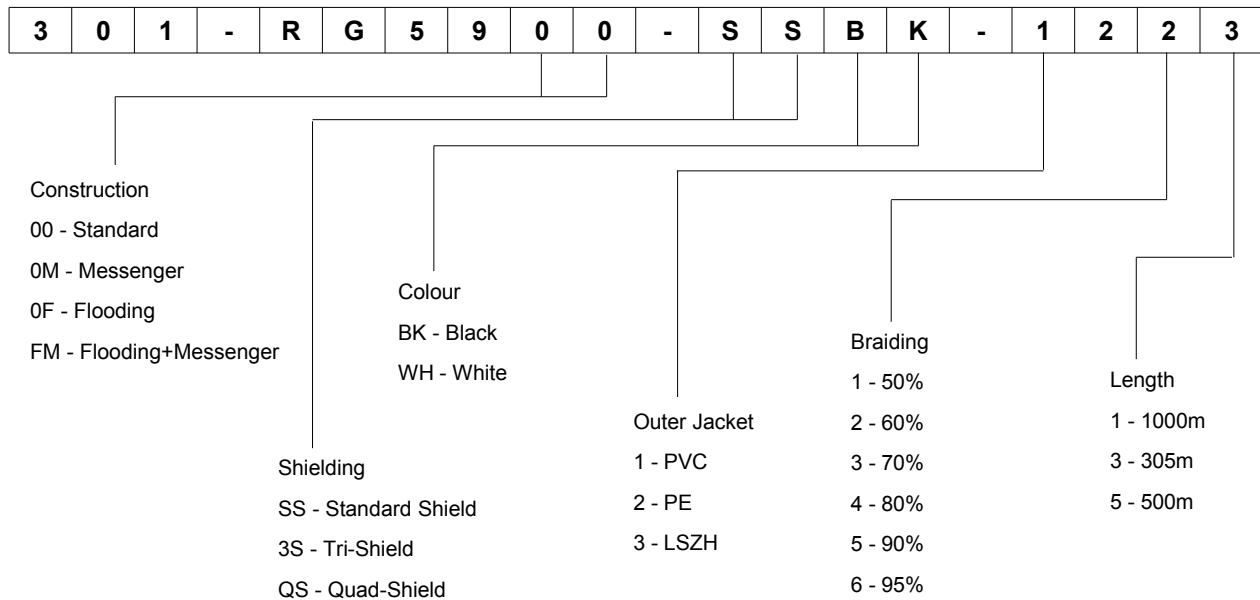 3 0 1 - R G 5 9 0 0 - S S B K - 1 2 2 3
Construction
00 - Standard
0M - Messenger
0F - Flooding
FM - Flooding+Messenger
Shielding
SS - Standard Shield
3S - Tri-Shield
QS - Quad-Shield
Colour
BK - Black
WH - White
Outer Jacket
1 - PVC
2 - PE
3 - LSZH
Braiding
1 - 50%
2 - 60%
3 - 70%
4 - 80%
5 - 90%
6 - 95%
Length
1 - 1000m
3 - 305m
5 - 500m